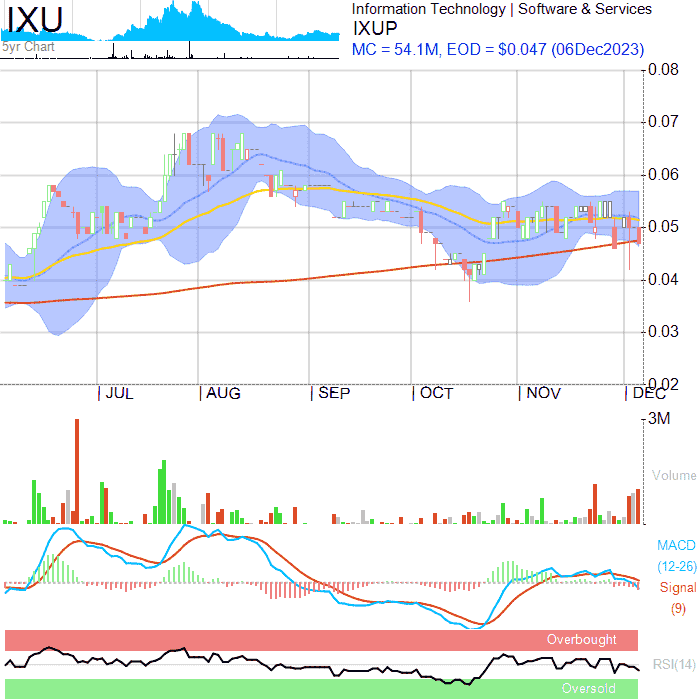 IXU
5yr Chart
Information Technology | Software & Services
IXUP
MC = 54.1M, EOD = $0.047 (06Dec2023)
0.08
0.07
0.06
0.05
0.04
0.03
0.02
JUL AUG SEP OCT NOV DEC
3M
Volume
MACD
(12-26)
Signal
(9)
Overbought
RSI(14)
Oversold